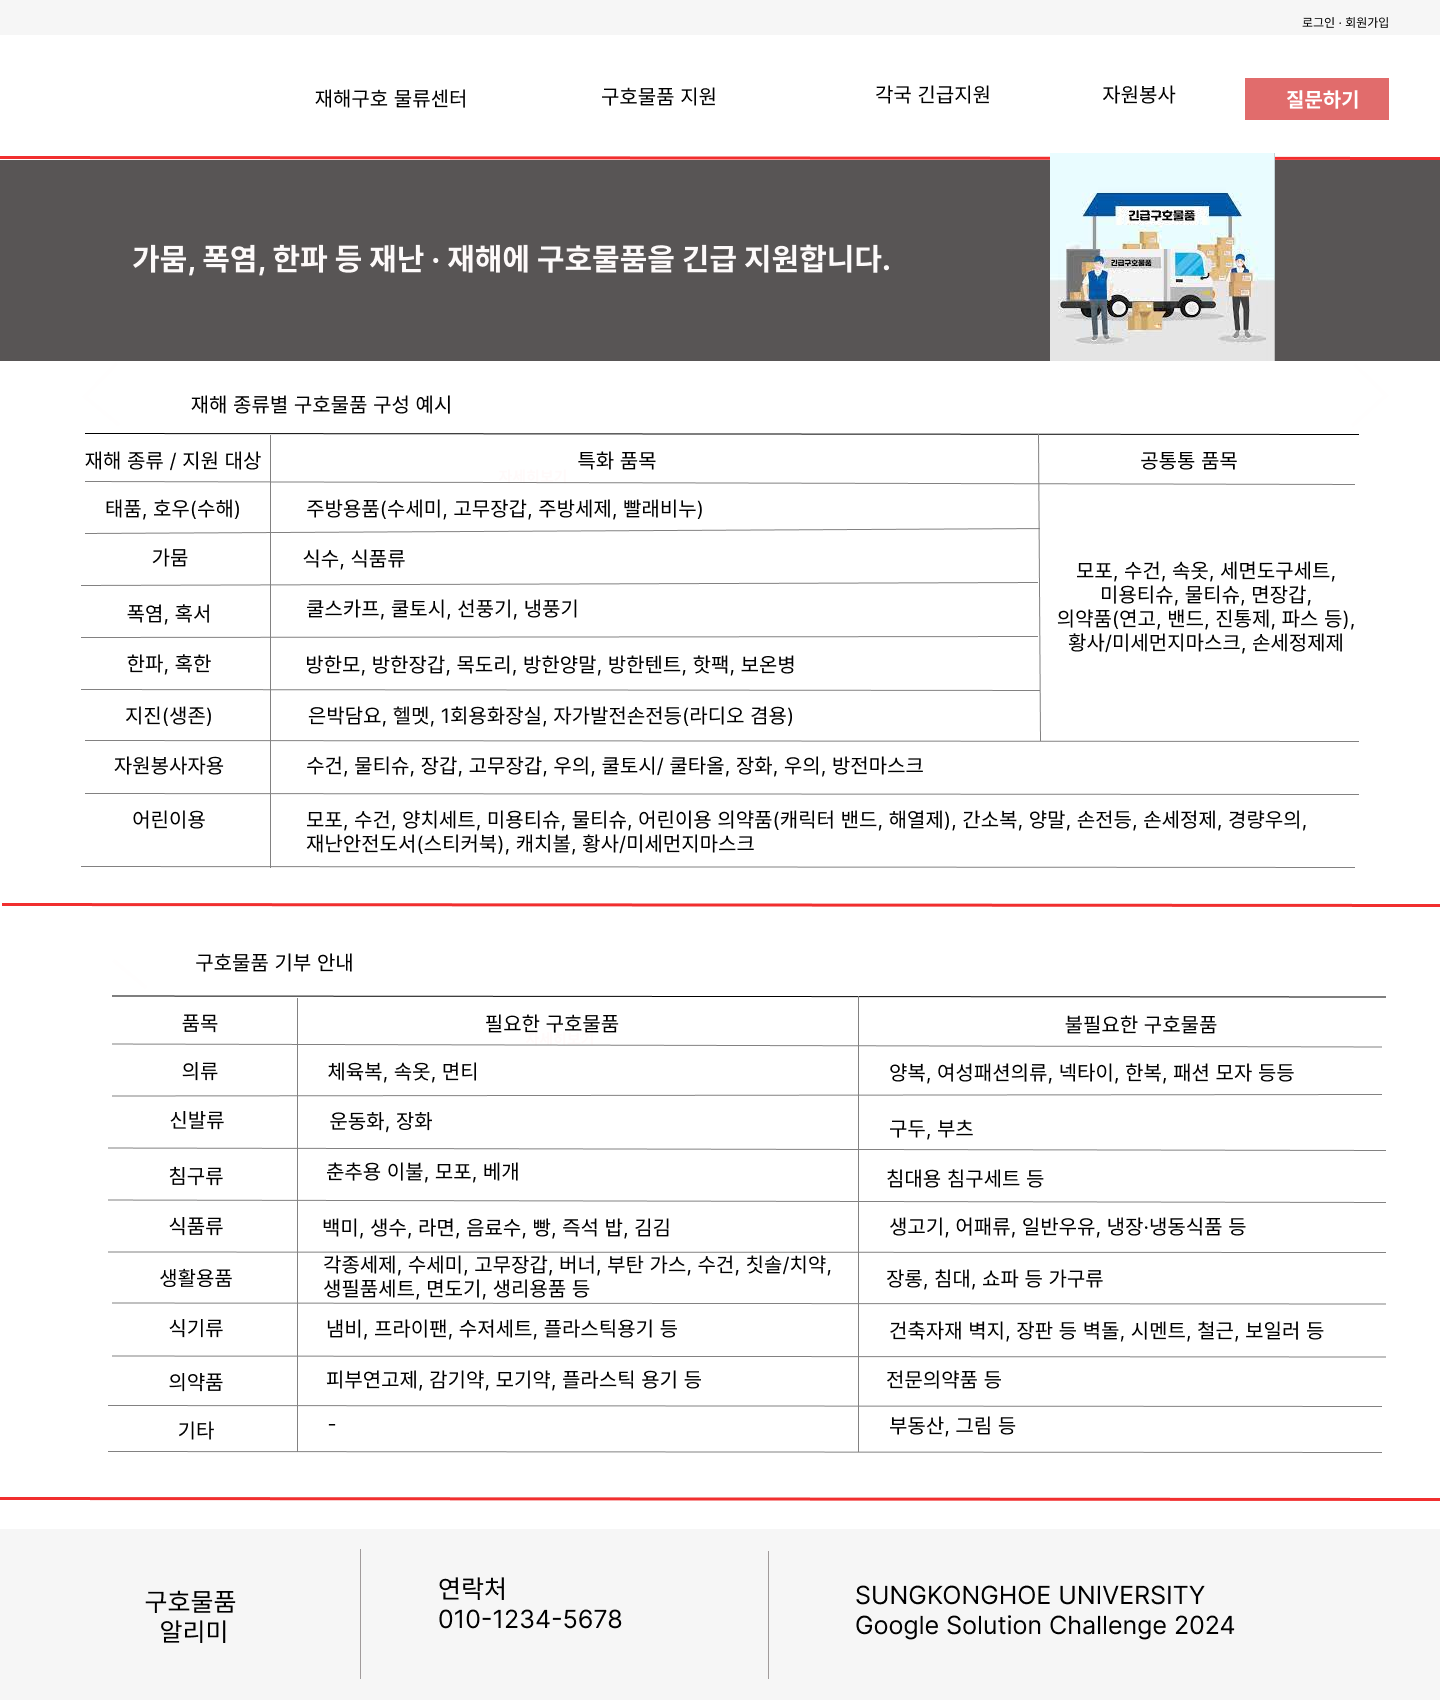 로그인 · 회원가입
재해구호 물류센터
구호물품 지원
각국 긴급지원
자원봉사
질문하기
가뭄, 폭염, 한파 등 재난 · 재해에 구호물품을 긴급 지원합니다.
긴급구호물품
긴급구호물품
재해 종류별 구호물품 구성 예시
재해 종류 / 지원 대상
특화 품목
공통통 품목
태품, 호우(수해)
주방용품(수세미, 고무장갑, 주방세제, 빨래비누)
가뭄
식수, 식품류
폭염, 혹서
쿨스카프, 쿨토시, 선풍기, 냉풍기
한파, 혹한
방한모, 방한장갑, 목도리, 방한양말, 방한텐트, 핫팩, 보온병
지진(생존)
은박담요, 헬멧, 1회용화장실, 자가발전손전등(라디오 겸용)
모포, 수건, 속옷, 세면도구세트,
미용티슈, 물티슈, 면장갑,
의약품(연고, 밴드, 진통제, 파스 등),
황사/미세먼지마스크, 손세정제제
자원봉사자용
수건, 물티슈, 장갑, 고무장갑, 우의, 쿨토시/ 쿨타올, 장화, 우의, 방전마스크
어린이용
모포, 수건, 양치세트, 미용티슈, 물티슈, 어린이용 의약품(캐릭터 밴드, 해열제), 간소복, 양말, 손전등, 손세정제, 경량우의,
재난안전도서(스티커북), 캐치볼, 황사/미세먼지마스크
구호물품 기부 안내
품목
필요한 구호물품
불필요한 구호물품
의류
체육복, 속옷, 면티
양복, 여성패션의류, 넥타이, 한복, 패션 모자 등등
신발류
운동화, 장화
구두, 부츠
침구류
춘추용 이불, 모포, 베개
침대용 침구세트 등
식품류
백미, 생수, 라면, 음료수, 빵, 즉석 밥, 김김
생고기, 어패류, 일반우유, 냉장·냉동식품 등
생활용품
각종세제, 수세미, 고무장갑, 버너, 부탄 가스, 수건, 칫솔/치약,
생필품세트, 면도기, 생리용품 등
장롱, 침대, 쇼파 등 가구류
식기류
냄비, 프라이팬, 수저세트, 플라스틱용기 등
건축자재 벽지, 장판 등 벽돌, 시멘트, 철근, 보일러 등
의약품
피부연고제, 감기약, 모기약, 플라스틱 용기 등
전문의약품 등
기타
-
부동산, 그림 등
구호물품
알리미
연락처
010-1234-5678
SUNGKONGHOE UNIVERSITY
Google Solution Challenge 2024